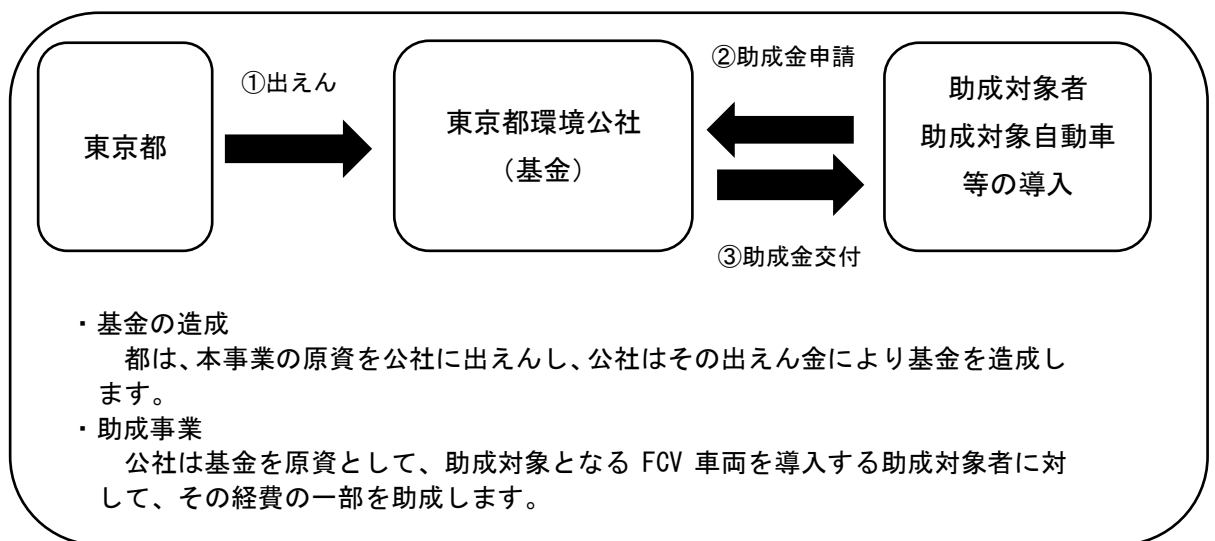 ①出えん
②助成金申請
東京都
東京都環境公社
（基金）
助成対象者
助成対象自動車
等の導入
③助成金交付
・基金の造成
都は、本事業の原資を公社に出えんし、公社はその出えん金により基金を造成し
ます。
・助成事業
公社は基金を原資として、助成対象となる FCV 車両を導入する助成対象者に対
して、その経費の一部を助成します。